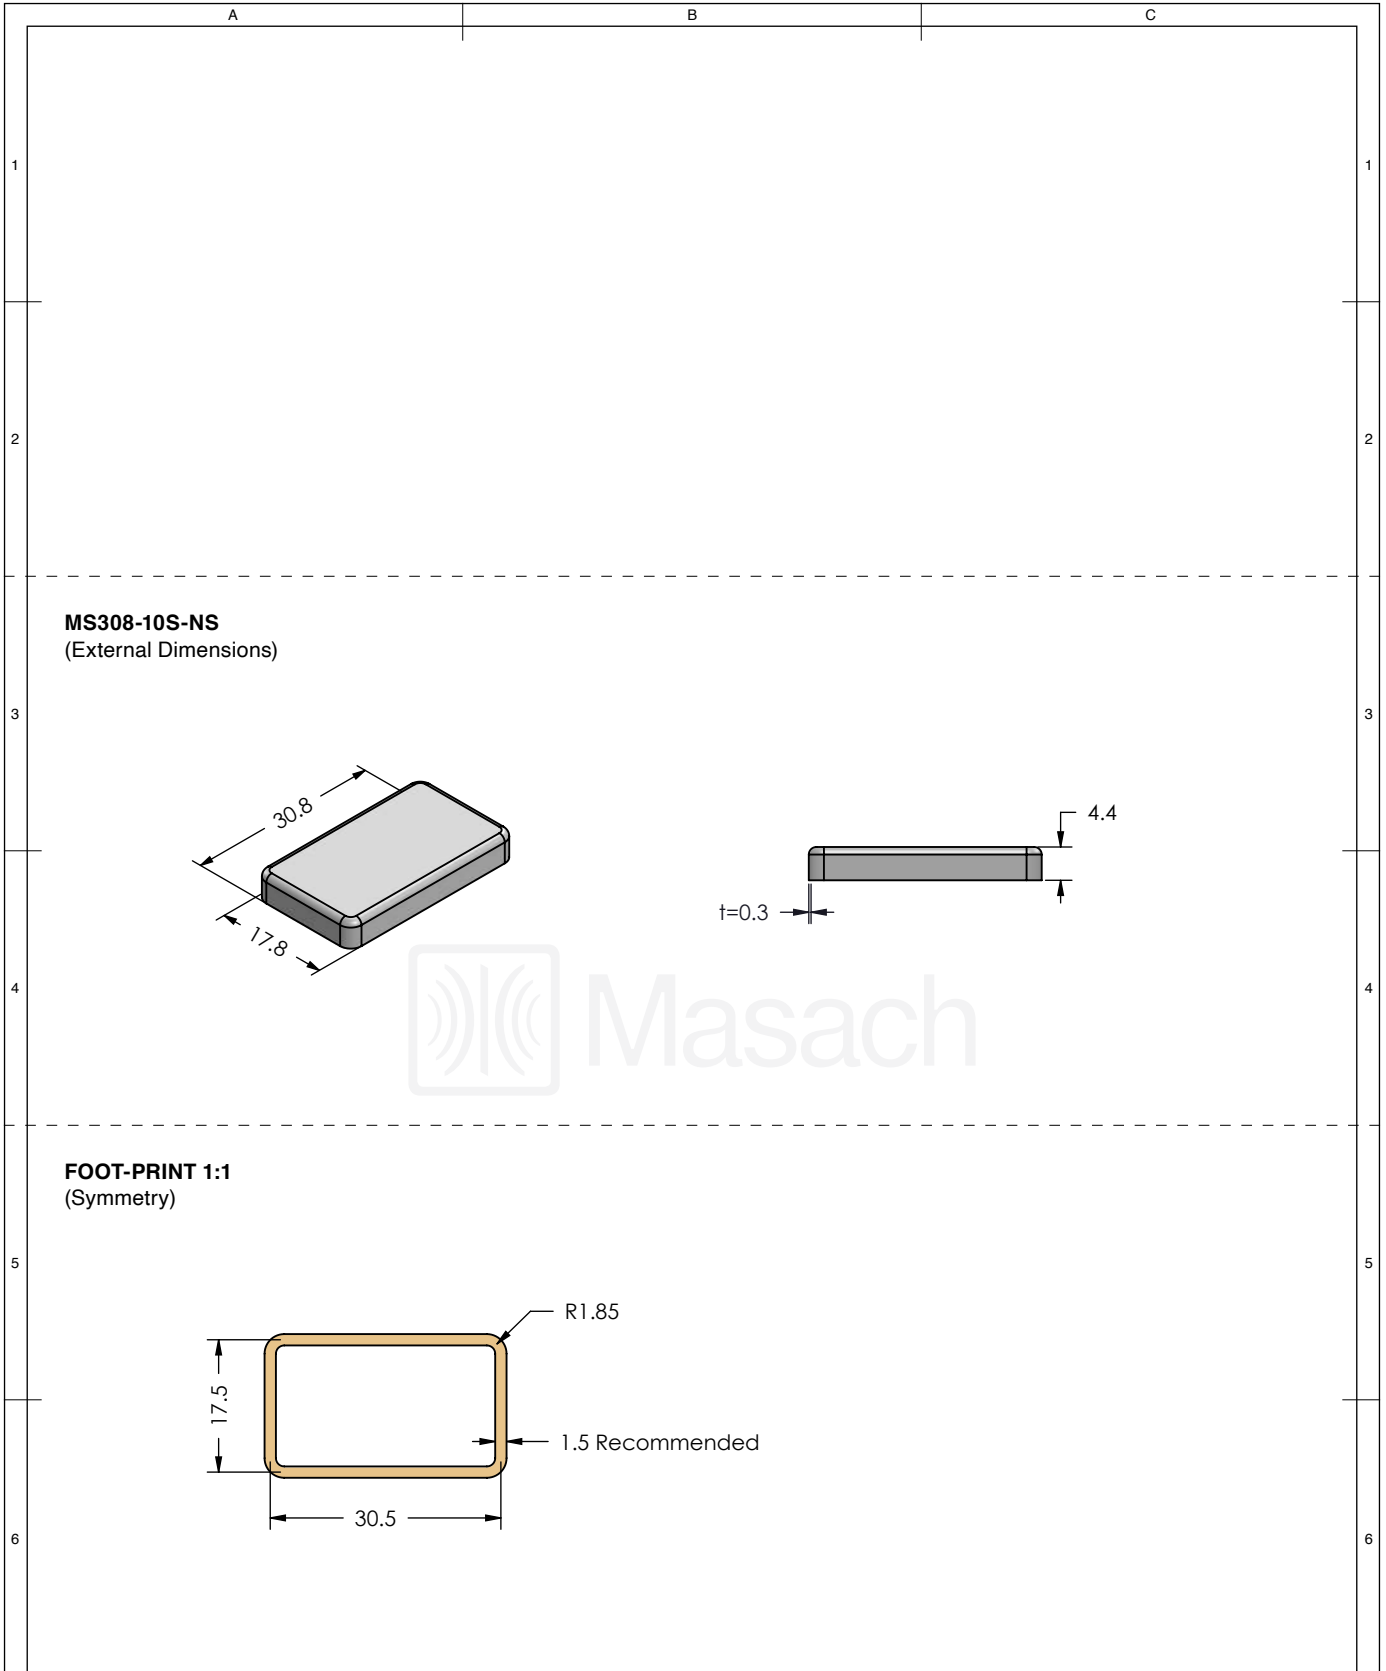 A B C
1 1
2 2
MS308-10S-NS
(External Dimensions)
3 3
30.8
17.8
4.4
t=0.3
4 4
Masach
FOOT-PRINT 1:1
(Symmetry)
5 5
R1.85
17.5
1.5 Recommended
30.5
6 6